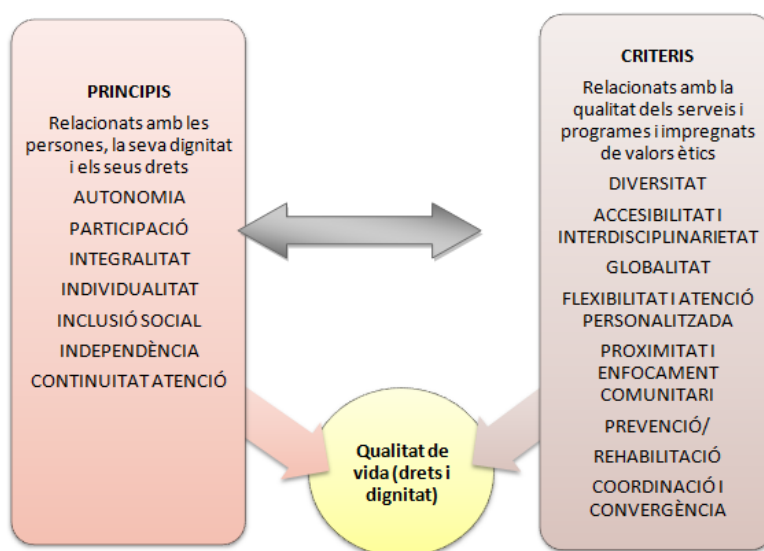 PRINCIPIS
Relacionats amb les
persones, la seva dignitat
i els seus drets
AUTONOMIA
PARTICIPACIÓ
INTEGRALITAT
INDIVIDUALITAT
INCLUSIÓ SOCIAL
INDEPENDÈNCIA
CONTINUITAT ATENCIÓ
Qualitat de
vida (drets i
dignitat)
CRITERIS
Relacionats amb la
qualitat dels serveis i
programes i impregnats
de valors ètics
DIVERSITAT
ACCESIBILITAT I
INTERDISCIPLINARIETAT
GLOBALITAT
FLEXIBILITAT I ATENCIÓ
PERSONALITZADA
PROXIMITAT I
ENFOCAMENT
COMUNITARI
PREVENCIÓ/
REHABILITACIÓ
COORDINACIÓ I
CONVERGÈNCIA